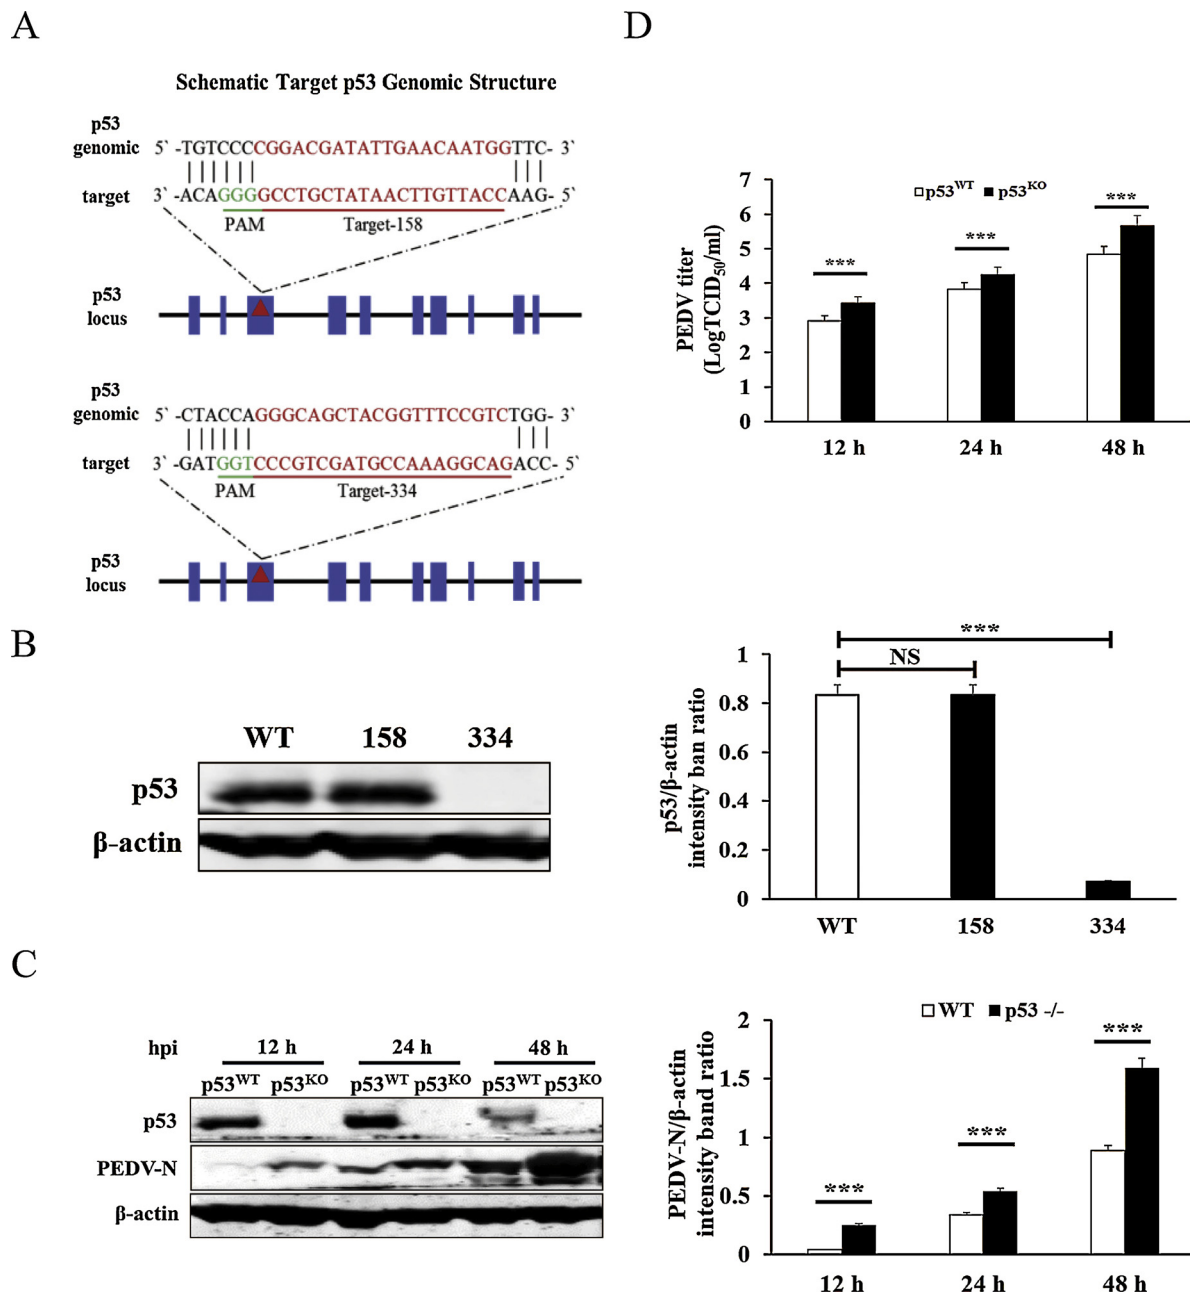 A
Schematic Target p53 Genomic Structure
p53
genomic
5` -TGTCCCCGGACGATATTGAACAATGGTTC- 3`
target
3` -ACAGGGGCCTGCTATAACTTGTTACCAAG- 5`
PAM
Target-158
p53
locus
p53
genomic
5` -CTACCAGGGCAGCTACGGTTTCCGTCTGG- 3`
target
3` -GATGGTCCCGTCGATGCCAAAGGCAGACC- 5`
PAM
Target-334
p53
locus
B
WT 158 334
p53
β-actin
p53/β-actin
intensity ban ratio
1
0.8
0.6
0.4
0.2
0
***
NS
WT 158 334
C
hpi 12 h 24 h 48 h
p53WT p53KO p53WT p53KO p53WT p53KO
p53
PEDV-N
β-actin
PEDV-N/β-actin
intensity band ratio
2
1.5
1
0.5
0
WT p53 -/-
***
***
***
12 h 24 h 48 h
D
PEDV titer
(LogTCID50/ml)
7
6
5
4
3
2
1
0
p53WT p53KO
***
***
***
12 h 24 h 48 h